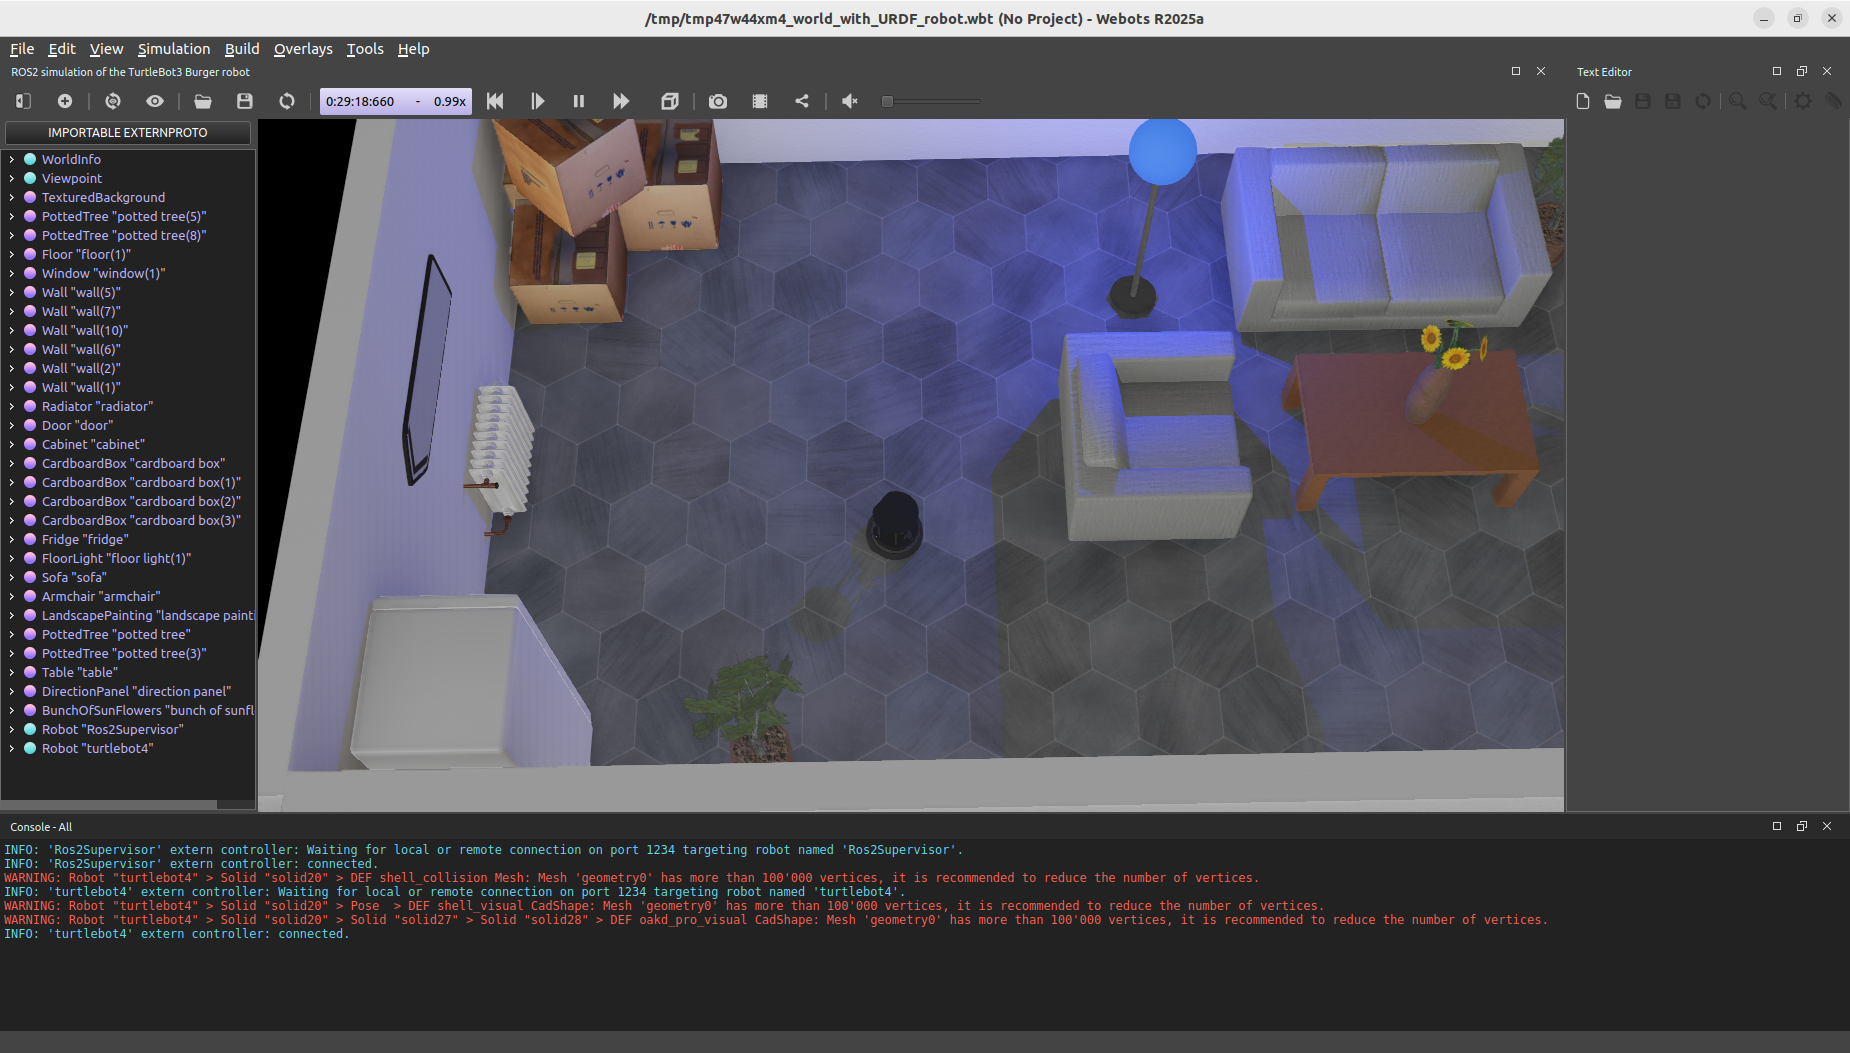 /tmp/tmp47w44xm4_world_with_URDF_robot.wbt (No Project) - Webots R2025a
File Edit View Simulation Build Overlays Tools Help
ROS2 simulation of the TurtleBot3 Burger robot
Text Editor
0:29:18:660 - 0.99x
IMPORTABLE EXTERNPROTO
WorldInfo
Viewpoint
TexturedBackground
PottedTree "potted tree(5)"
PottedTree "potted tree(8)"
Floor "floor(1)"
Window "window(1)"
Wall "wall(5)"
Wall "wall(7)"
Wall "wall(10)"
Wall "wall(6)"
Wall "wall(2)"
Wall "wall(1)"
Radiator "radiator"
Door "door"
Cabinet "cabinet"
CardboardBox "cardboard box"
CardboardBox "cardboard box(1)"
CardboardBox "cardboard box(2)"
CardboardBox "cardboard box(3)"
Fridge "fridge"
FloorLight "floor light(1)"
Sofa "sofa"
Armchair "armchair"
LandscapePainting "landscape painti
PottedTree "potted tree"
PottedTree "potted tree(3)"
Table "table"
DirectionPanel "direction panel"
BunchOfSunFlowers "bunch of sunfl
Robot "Ros2Supervisor"
Robot "turtlebot4"
Console - All
INFO: 'Ros2Supervisor' extern controller: Waiting for local or remote connection on port 1234 targeting robot named 'Ros2Supervisor'.
INFO: 'Ros2Supervisor' extern controller: connected.
WARNING: Robot "turtlebot4" > Solid "solid20" > DEF shell_collision Mesh: Mesh 'geometry0' has more than 100'000 vertices, it is recommended to reduce the number of vertices.
INFO: 'turtlebot4' extern controller: Waiting for local or remote connection on port 1234 targeting robot named 'turtlebot4'.
WARNING: Robot "turtlebot4" > Solid "solid20" > Pose  > DEF shell_visual CadShape: Mesh 'geometry0' has more than 100'000 vertices, it is recommended to reduce the number of vertices.
WARNING: Robot "turtlebot4" > Solid "solid20" > Solid "solid27" > Solid "solid28" > DEF oakd_pro_visual CadShape: Mesh 'geometry0' has more than 100'000 vertices, it is recommended to reduce the number of vertices.
INFO: 'turtlebot4' extern controller: connected.